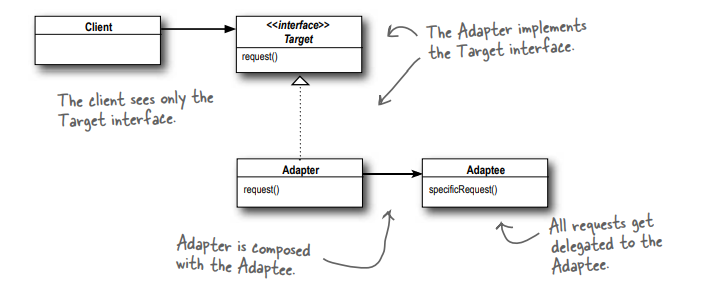 Client
<<interface>>
Target
request()
The Adapter implements
the Target interface.
The client sees only the
Target interface.
Adapter
request()
Adaptee
specificRequest()
Adapter is composed
with the Adaptee.
All requests get
delegated to the
Adaptee.